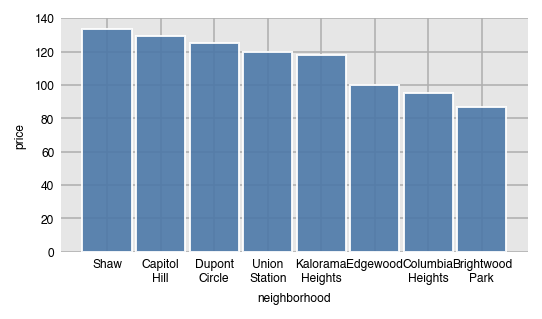 140
120
100
80
60
40
20
0
price
Shaw
Capitol
Hill
Dupont
Circle
Union
Station
Kalorama
Heights
Edgewood
Columbia
Heights
Brightwood
Park
neighborhood